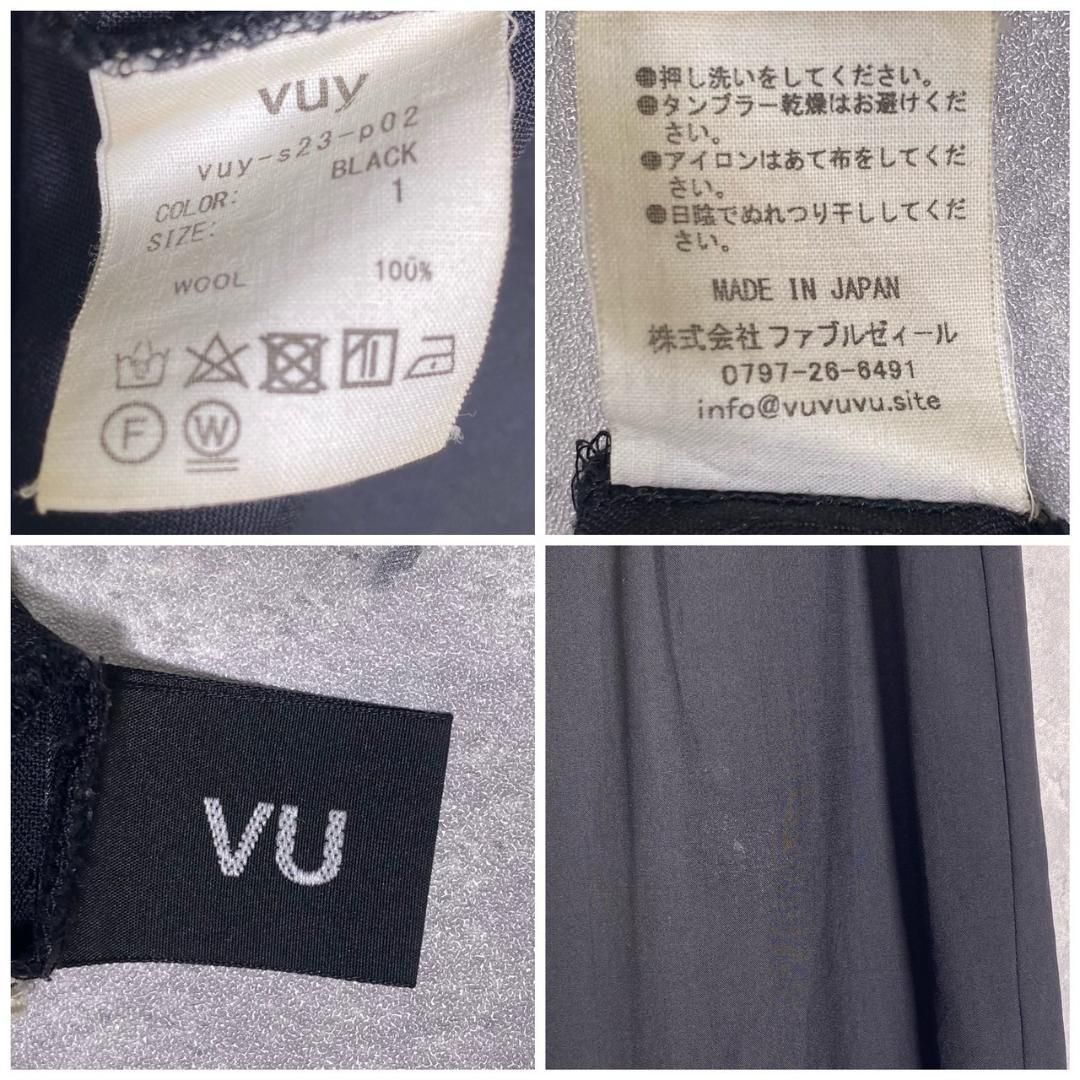 vuy
vuy-s23-p02
COLOR: BLACK
SIZE: 1
WOOL 100%
F
W
●押し洗いをしてください。
●タンブラー乾燥はお避けくだ
さい。
●アイロンはあて布をしてくだ
さい。
●日陰でぬれつり干ししてくだ
さい。
MADE IN JAPAN
株式会社 ファブルゼィール
0797-26-6491
info@vuvuvu.site
VU